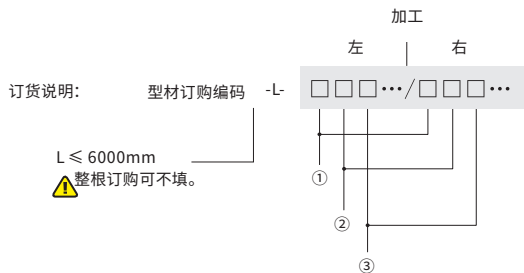 加工
左 右
订货说明： 型材订购编码 -L- □□□···/□□□···
L ≤ 6000mm
整根订购可不填。
①
②
③